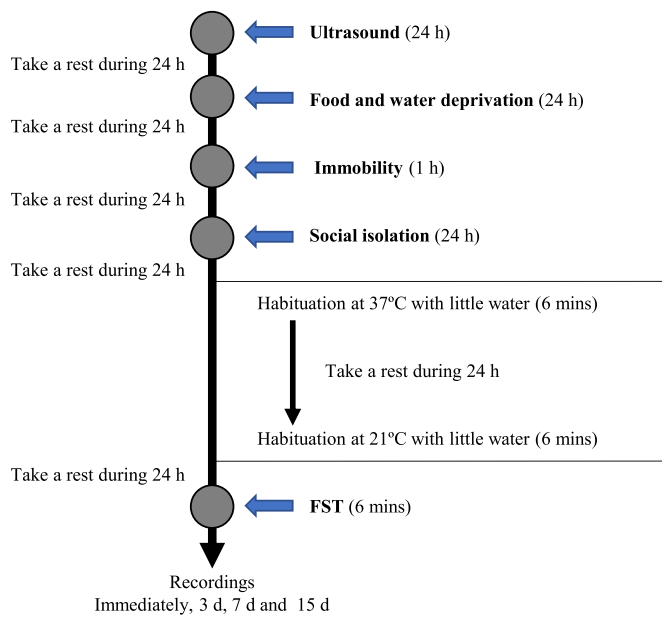 Ultrasound (24 h)
Take a rest during 24 h
Food and water deprivation (24 h)
Take a rest during 24 h
Immobility (1 h)
Take a rest during 24 h
Social isolation (24 h)
Take a rest during 24 h
Habituation at 37ºC with little water (6 mins)
Take a rest during 24 h
Habituation at 21ºC with little water (6 mins)
Take a rest during 24 h
FST (6 mins)
Recordings
Immediately, 3 d, 7 d and 15 d